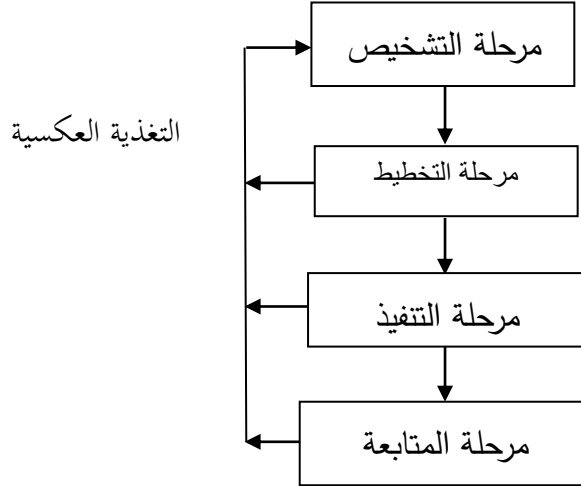 مرحلة التشخيص
التغذية العكسية
مرحلة التخطيط
مرحلة التنفيذ
مرحلة المتابعة